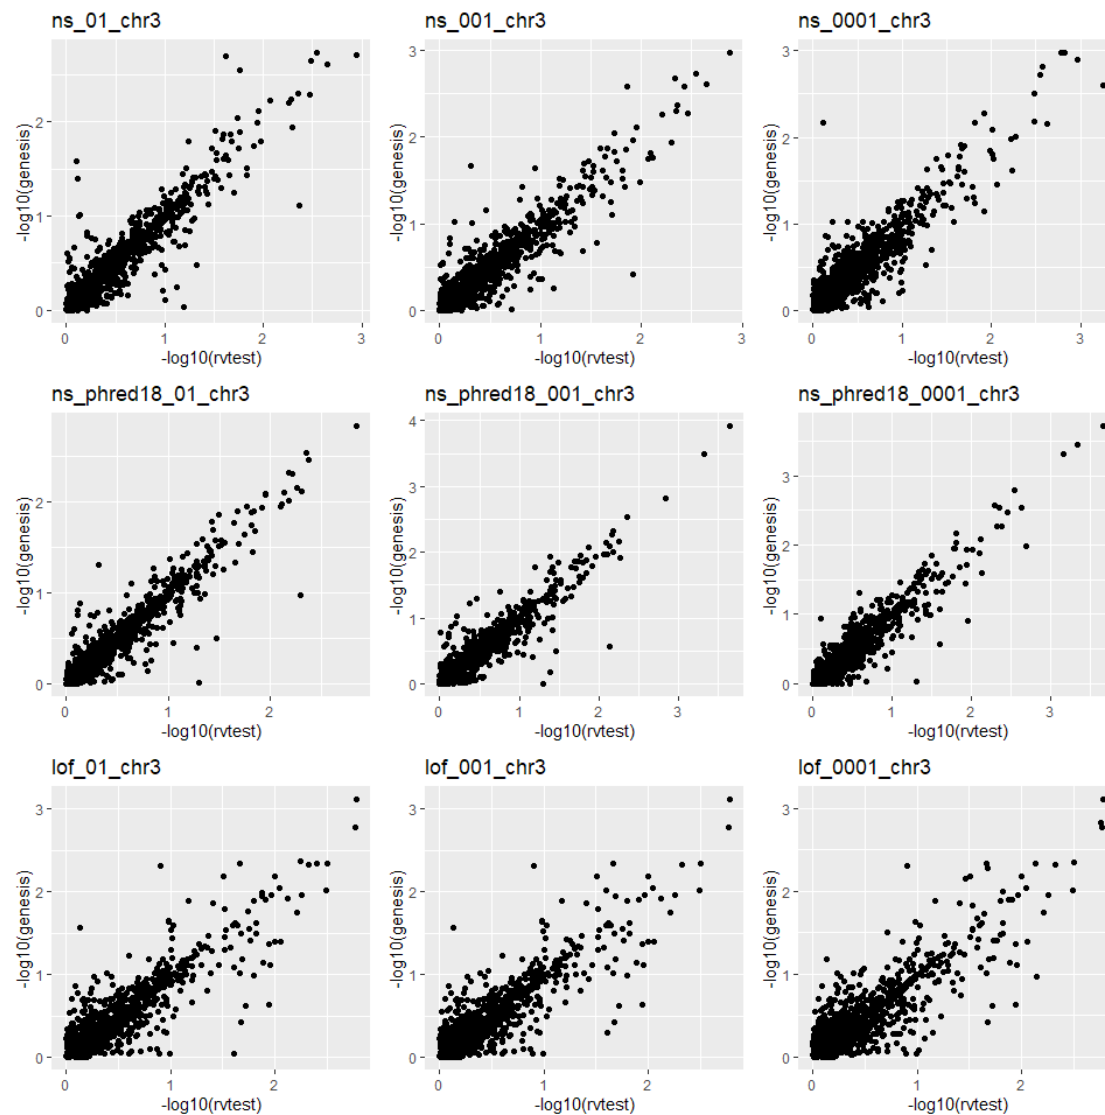 ns_01_chr3
ns_001_chr3
ns_0001_chr3
-log10(genesis)
2
1
0
0
1
2
3
-log10(rvtest)
-log10(genesis)
3
2
1
0
0
1
2
3
-log10(rvtest)
-log10(genesis)
3
2
1
0
0
1
2
3
-log10(rvtest)
ns_phred18_01_chr3
ns_phred18_001_chr3
ns_phred18_0001_chr3
-log10(genesis)
2
1
0
0
1
2
-log10(rvtest)
-log10(genesis)
4
3
2
1
0
0
1
2
3
-log10(rvtest)
-log10(genesis)
3
2
1
0
0
1
2
3
-log10(rvtest)
lof_01_chr3
lof_001_chr3
lof_0001_chr3
-log10(genesis)
3
2
1
0
0
1
2
-log10(rvtest)
-log10(genesis)
3
2
1
0
0
1
2
-log10(rvtest)
-log10(genesis)
3
2
1
0
0
1
2
-log10(rvtest)